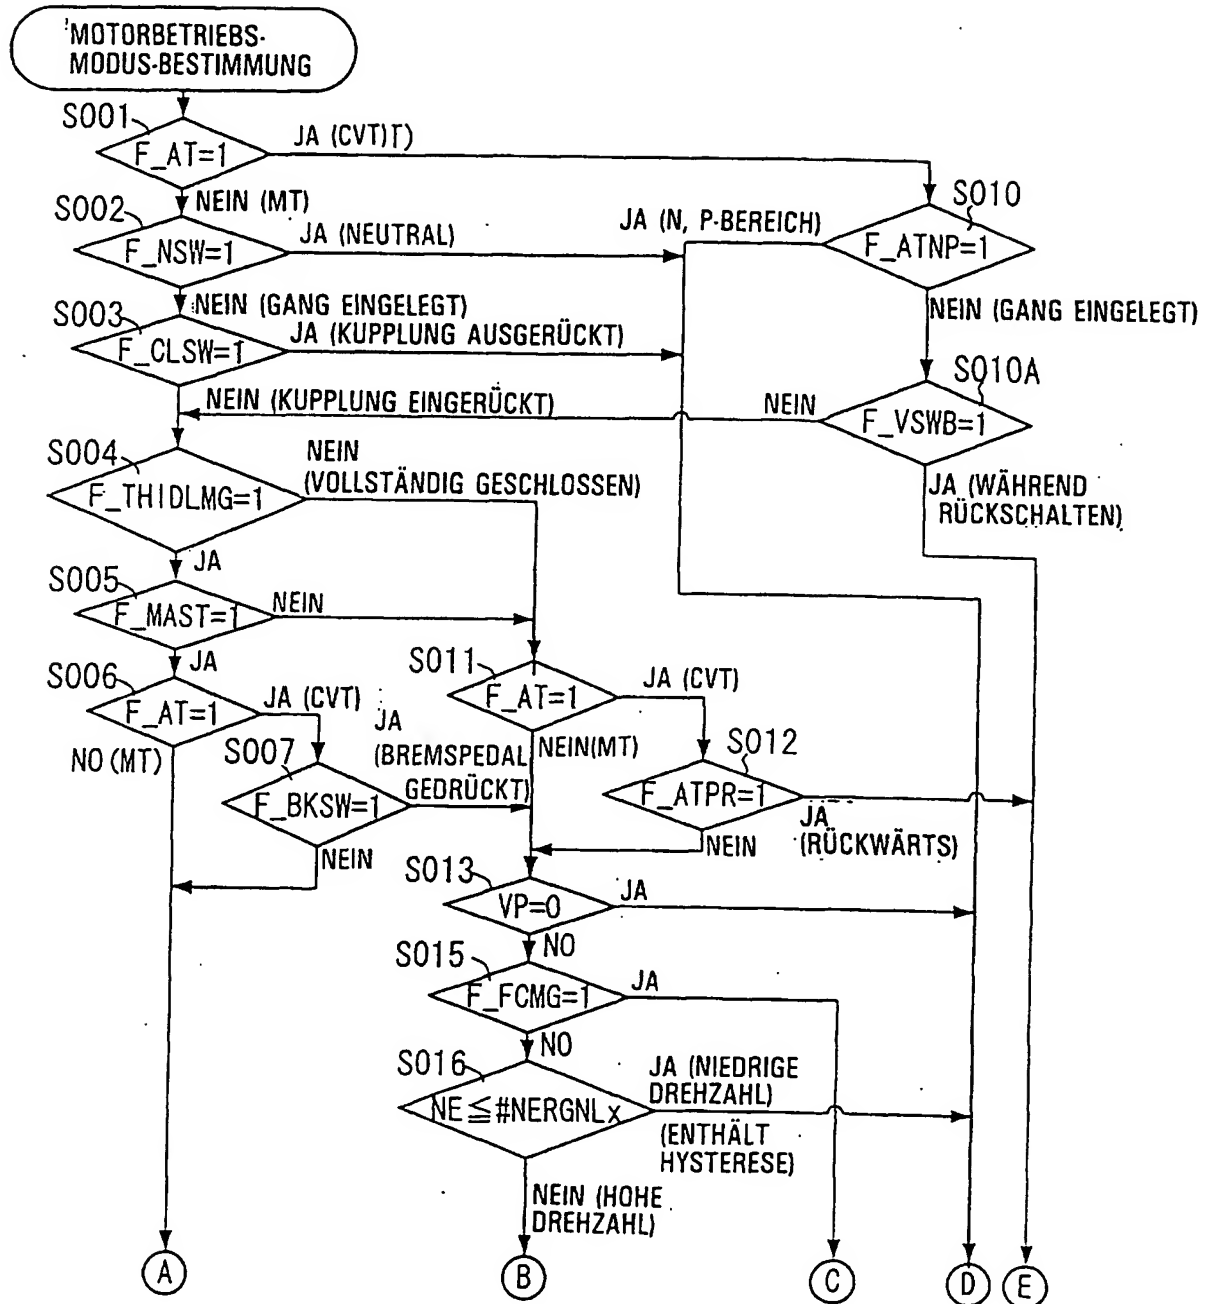 'MOTORBETRIEBS-
MODUS-BESTIMMUNG
S001
F_AT=1
JA (CVT)T)
NEIN (MT)
S002
F_NSW=1
JA (NEUTRAL)
JA (N, P-BEREICH)
S010
F_ATNP=1
NEIN (GANG EINGELEGT)
NEIN (GANG EINGELEGT)
S003
F_CLSW=1
JA (KUPPLUNG AUSGERÜCKT)
S010A
F_VSWB=1
NEIN
NEIN (KUPPLUNG EINGERÜCKT)
JA (WÄHREND
RÜCKSCHALTEN)
S004
F_THIDLMG=1
NEIN
(VOLLSTÄNDIG GESCHLOSSEN)
JA
S005
F_MAST=1
NEIN
JA
S006
F_AT=1
JA (CVT)
NO (MT)
S007
F_BKSW=1
JA
(BREMSPEDAL
GEDRÜCKT)
NEIN
S011
F_AT=1
JA (CVT)
NEIN(MT)
S012
F_ATPR=1
JA
(RÜCKWÄRTS)
NEIN
S013
VP=0
JA
NO
S015
F_FCMG=1
JA
NO
S016
NE≦#NERGNLx
JA (NIEDRIGE
DREHZAHL)
(ENTHÄLT
HYSTERESE)
NEIN (HOHE
DREHZAHL)
A
B
C
D
E